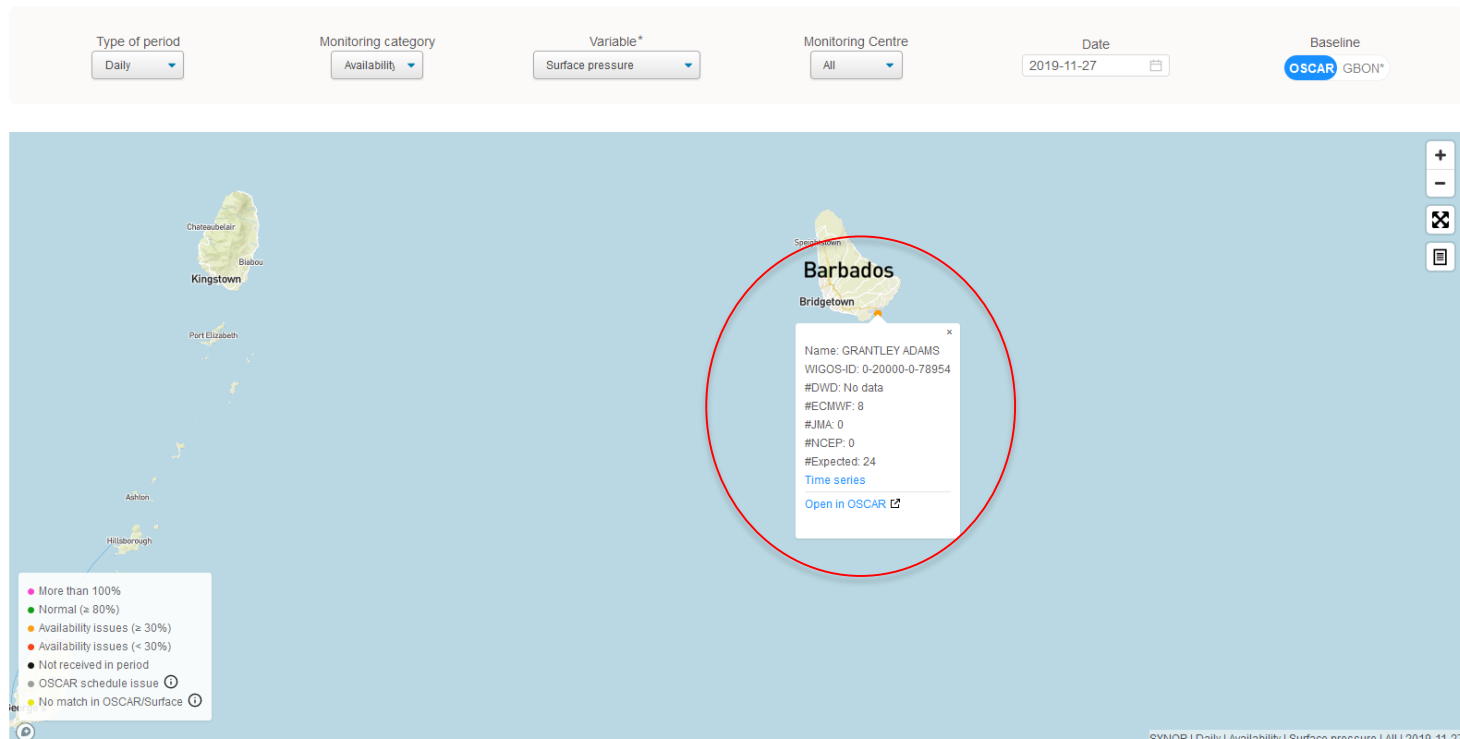 Type of period
Monitoring category
Variable*
Monitoring Centre
Date
Baseline
Daily
Availability
Surface pressure
All
2019-11-27
OSCAR GBON*
+
−
Chateaubelair
Biabou
Kingstown
Port Elizabeth
Ashton
Hillsborough
Speightstown
Barbados
Bridgetown
×
Name: GRANTLEY ADAMS
WIGOS-ID: 0-20000-0-78954
#DWD: No data
#ECMWF: 8
#JMA: 0
#NCEP: 0
#Expected: 24
Time series
Open in OSCAR
More than 100%
Normal (≥ 80%)
Availability issues (≥ 30%)
Availability issues (< 30%)
Not received in period
OSCAR schedule issue
No match in OSCAR/Surface
SYNOP | Daily | Availability | Surface pressure | All | 2019-11-27